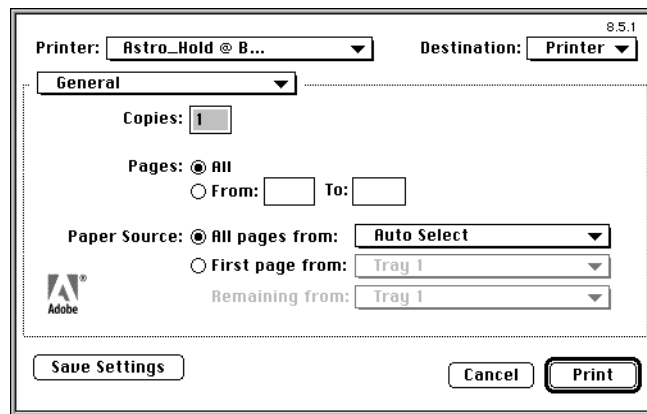 8.5.1
Printer: Astro_Hold @ B... Destination: Printer
General
Copies: 1
Pages: All
From: To:
Paper Source: All pages from: Auto Select
First page from: Tray 1
Remaining from: Tray 1
Adobe®
Save Settings
Cancel Print